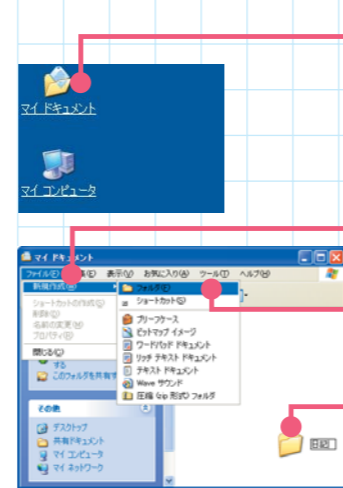 マイ ドキュメント
マイ コンピュータ
マイ ドキュメント
ファイル(F) 表示(V) お気に入り(A) ツール(T) ヘルプ(H)
新規作成(W)
フォルダ(F)
ショートカットの作成(S)
ショートカット(S)
削除(D)
ブリーフケース
名前の変更(M)
ビットマップ イメージ
プロパティ(R)
ワードパッド ドキュメント
閉じる(C)
リッチ テキスト ドキュメント
テキスト ドキュメント
する
Wave サウンド
このフォルダを共有す
圧縮 (zip 形式) フォルダ
その他
デスクトップ
共有ドキュメント
マイ コンピュータ
マイ ネットワーク
日記